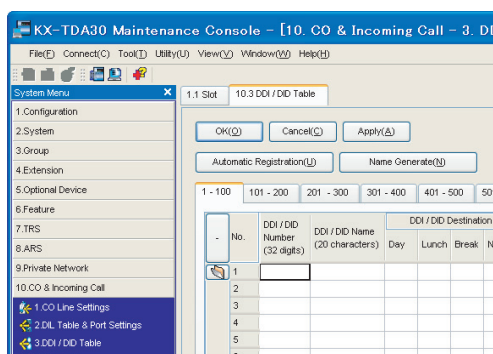 KX-TDA30 Maintenance Console - [10. CO & Incoming Call - 3. DD
File(F) Connect(C) Tool(T) Utility(U) View(V) Window(W) Help(H)
System Menu
1.1 Slot 10.3 DDI / DID Table
1.Configuration
2.System
3.Group
4.Extension
5.Optional Device
6.Feature
7.TRS
8.ARS
9.Private Network
10.CO & Incoming Call
1.CO Line Settings
2.DIL Table & Port Settings
3.DDI / DID Table
OK(O) Cancel(C) Apply(A)
Automatic Registration(U) Name Generate(N)
1 - 100 101 - 200 201 - 300 301 - 400 401 - 500 50
- No. DDI / DID Number (32 digits) DDI / DID Name (20 characters) DDI / DID Destination
Day Lunch Break N
1
2
3
4
5